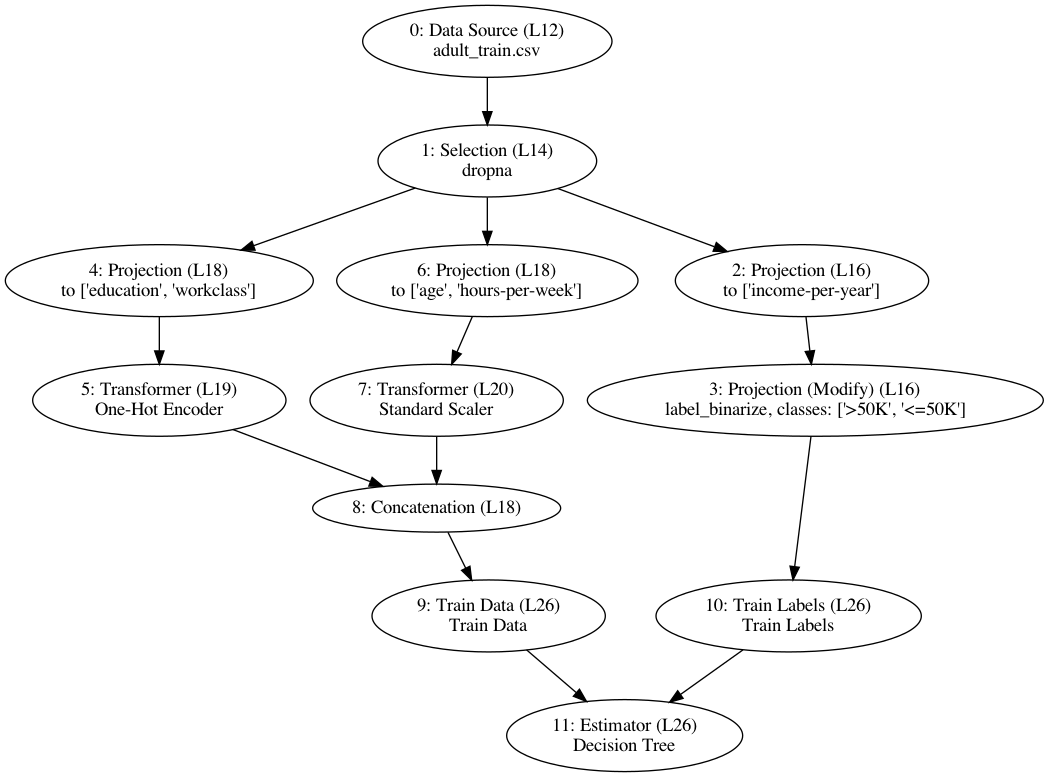 0: Data Source (L12)
adult_train.csv
1: Selection (L14)
dropna
4: Projection (L18)
to ['education', 'workclass']
6: Projection (L18)
to ['age', 'hours-per-week']
2: Projection (L16)
to ['income-per-year']
5: Transformer (L19)
One-Hot Encoder
7: Transformer (L20)
Standard Scaler
3: Projection (Modify) (L16)
label_binarize, classes: ['>50K', '<=50K']
8: Concatenation (L18)
9: Train Data (L26)
Train Data
10: Train Labels (L26)
Train Labels
11: Estimator (L26)
Decision Tree